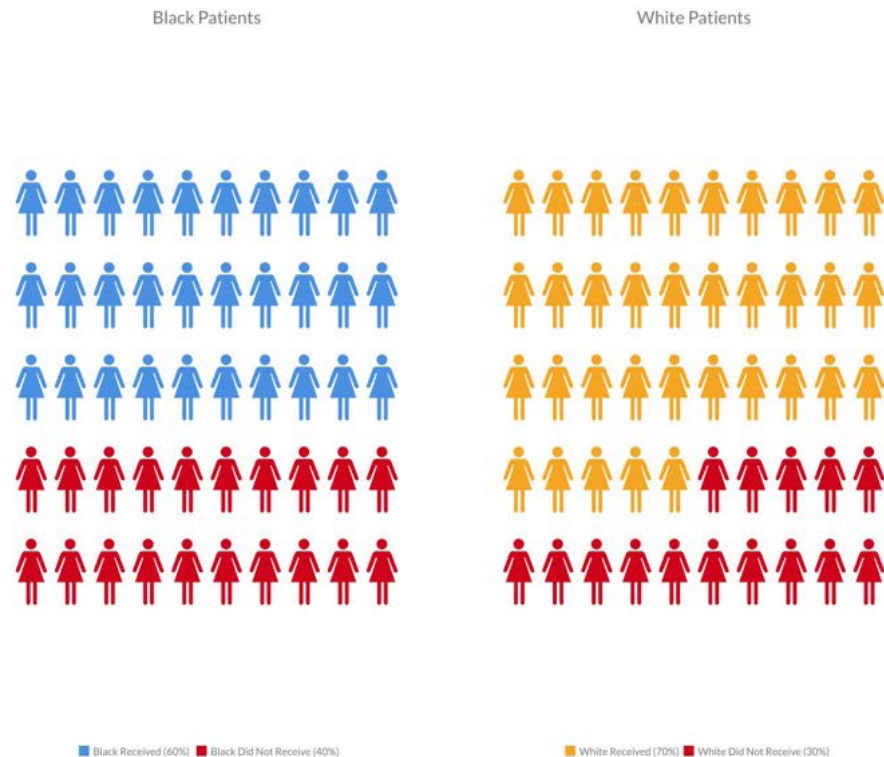 Black Patients
White Patients
Black Received (60%) Black Did Not Receive (40%)
White Received (70%) White Did Not Receive (30%)